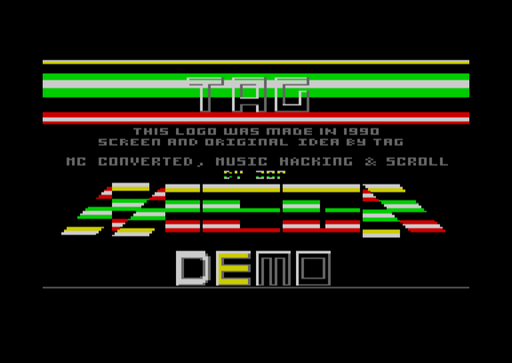 TAG
THIS LOGO WAS MADE IN 1990
SCREEN AND ORIGINAL IDEA BY TAG
MC CONVERTED, MUSIC HACKING & SCROLL
BY
DEMO